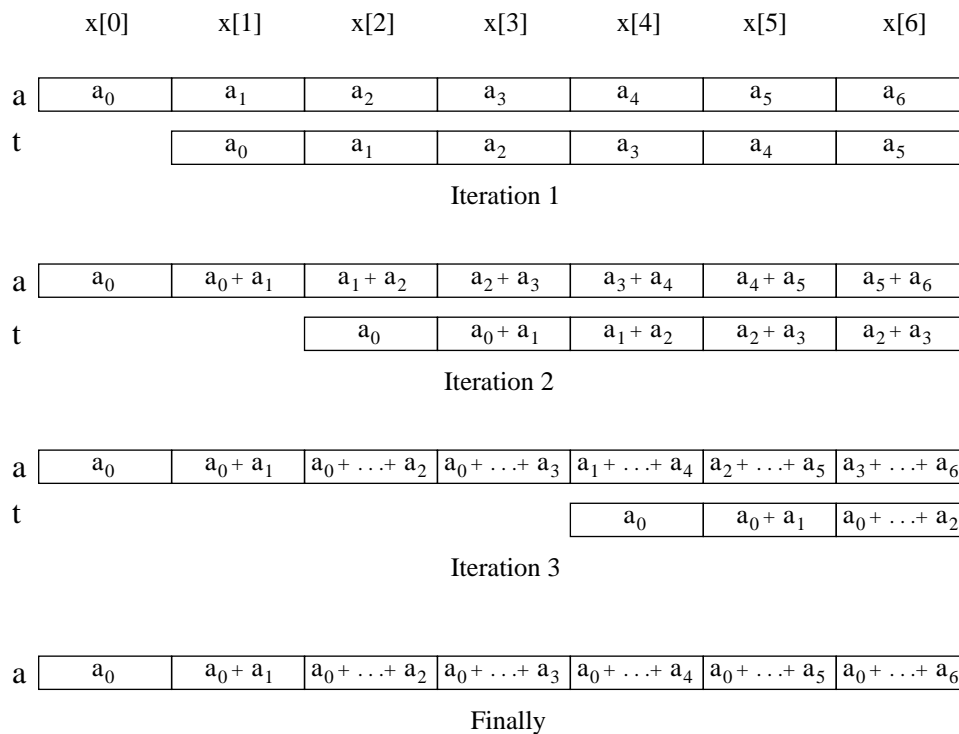 x[0] x[1] x[2] x[3] x[4] x[5] x[6]
a a₀ a₁ a₂ a₃ a₄ a₅ a₆
t a₀ a₁ a₂ a₃ a₄ a₅
Iteration 1
a a₀ a₀ + a₁ a₁ + a₂ a₂ + a₃ a₃ + a₄ a₄ + a₅ a₅ + a₆
t a₀ a₀ + a₁ a₁ + a₂ a₂ + a₃ a₂ + a₃
Iteration 2
a a₀ a₀ + a₁ a₀ + ...+ a₂ a₀ + ...+ a₃ a₁ + ...+ a₄ a₂ + ...+ a₅ a₃ + ...+ a₆
t a₀ a₀ + a₁ a₀ + ...+ a₂
Iteration 3
a a₀ a₀ + a₁ a₀ + ...+ a₂ a₀ + ...+ a₃ a₀ + ...+ a₄ a₀ + ...+ a₅ a₀ + ...+ a₆
Finally